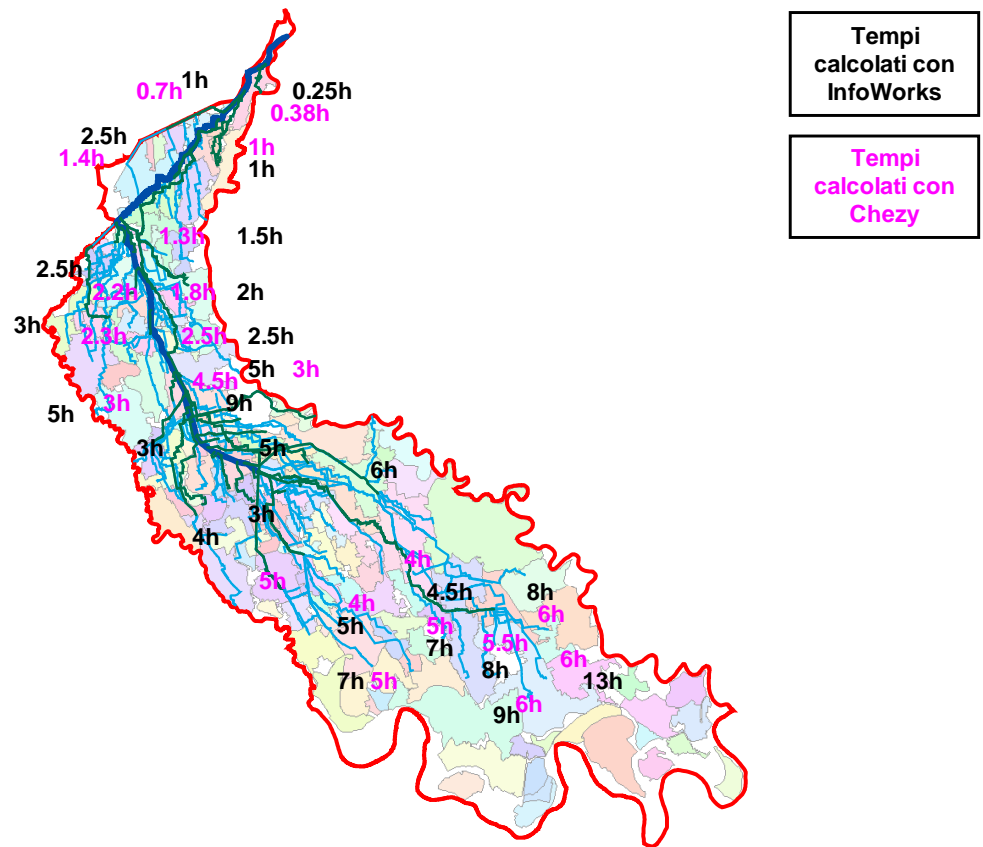 Tempi
calcolati con
InfoWorks
Tempi
calcolati con
Chezy
1h
0.7h
0.25h
0.38h
2.5h
1.4h
1h
1h
1.3h
1.5h
2.5h
2.2h
1.8h
2h
3h
2.3h
2.5h
2.5h
5h
3h
4.5h
9h
5h
3h
3h
5h
6h
3h
4h
4h
5h
4.5h
8h
4h
5h
5h
6h
7h
5.5h
8h
6h
13h
7h
5h
9h
6h